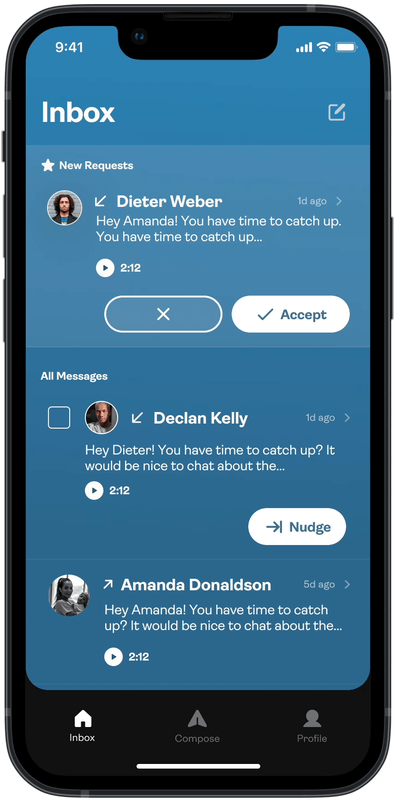 9:41
Inbox
New Requests
Dieter Weber
1d ago
Hey Amanda! You have time to catch up.
You have time to catch up...
2:12
Accept
All Messages
Declan Kelly
1d ago
Hey Dieter! You have time to catch up? It
would be nice to chat about the...
2:12
Nudge
Amanda Donaldson
5d ago
Hey Amanda! You have time to catch
up? It would be nice to chat about the...
2:12
Inbox
Compose
Profile